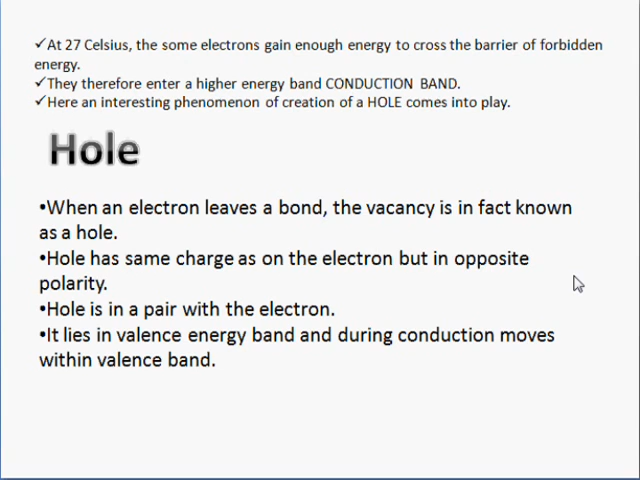 ✓At 27 Celsius, the some electrons gain enough energy to cross the barrier of forbidden
energy.
✓They therefore enter a higher energy band CONDUCTION BAND.
✓Here an interesting phenomenon of creation of a HOLE comes into play.
Hole
•When an electron leaves a bond, the vacancy is in fact known
as a hole.
•Hole has same charge as on the electron but in opposite
polarity.
•Hole is in a pair with the electron.
•It lies in valence energy band and during conduction moves
within valence band.